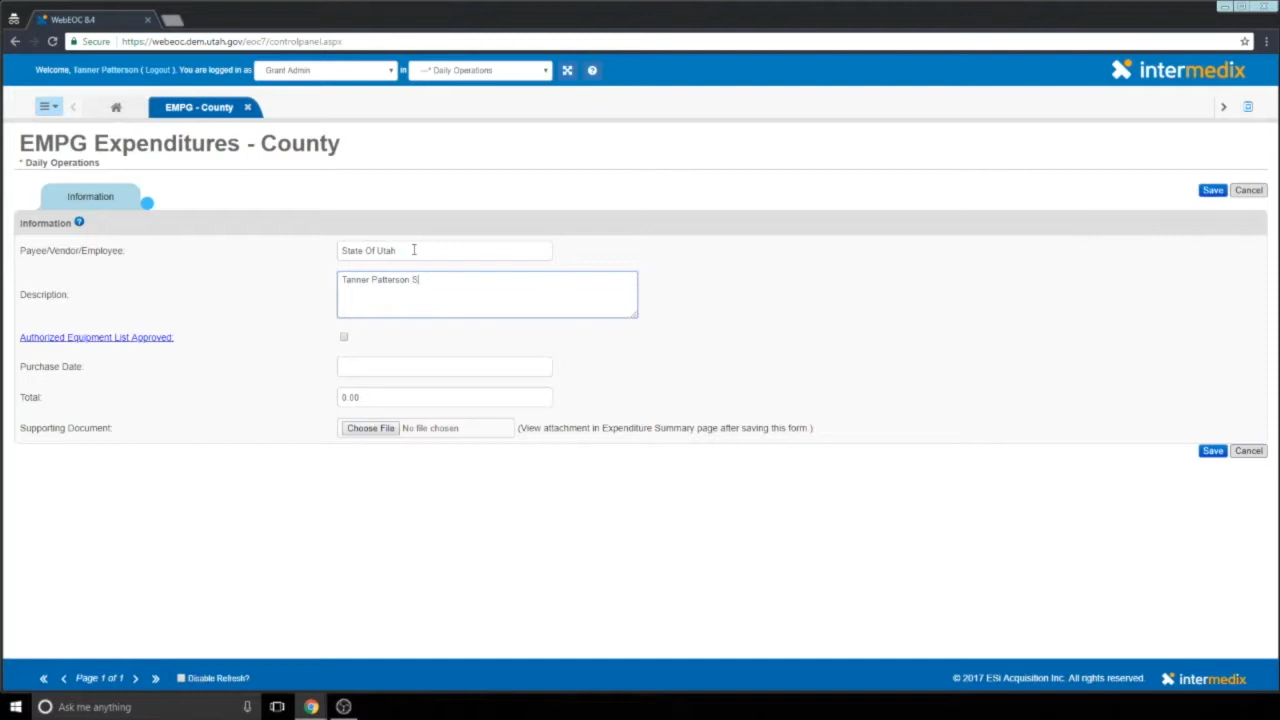 WebEOC 8.4
Secure https://webeoc.dem.utah.gov/eoc7/controlpanel.aspx
Welcome, Tanner Patterson ( Logout ). You are logged in as Grant Admin in ---* Daily Operations
intermedix
EMPG - County
EMPG Expenditures - County
* Daily Operations
Information
Save Cancel
Information
Payee/Vendor/Employee: State Of Utah
Description: Tanner Patterson S
Authorized Equipment List Approved:
Purchase Date:
Total: 0.00
Supporting Document: Choose File No file chosen (View attachment in Expenditure Summary page after saving this form.)
Save Cancel
Page 1 of 1 Disable Refresh?
© 2017 ESi Acquisition Inc. All rights reserved. intermedix
Ask me anything